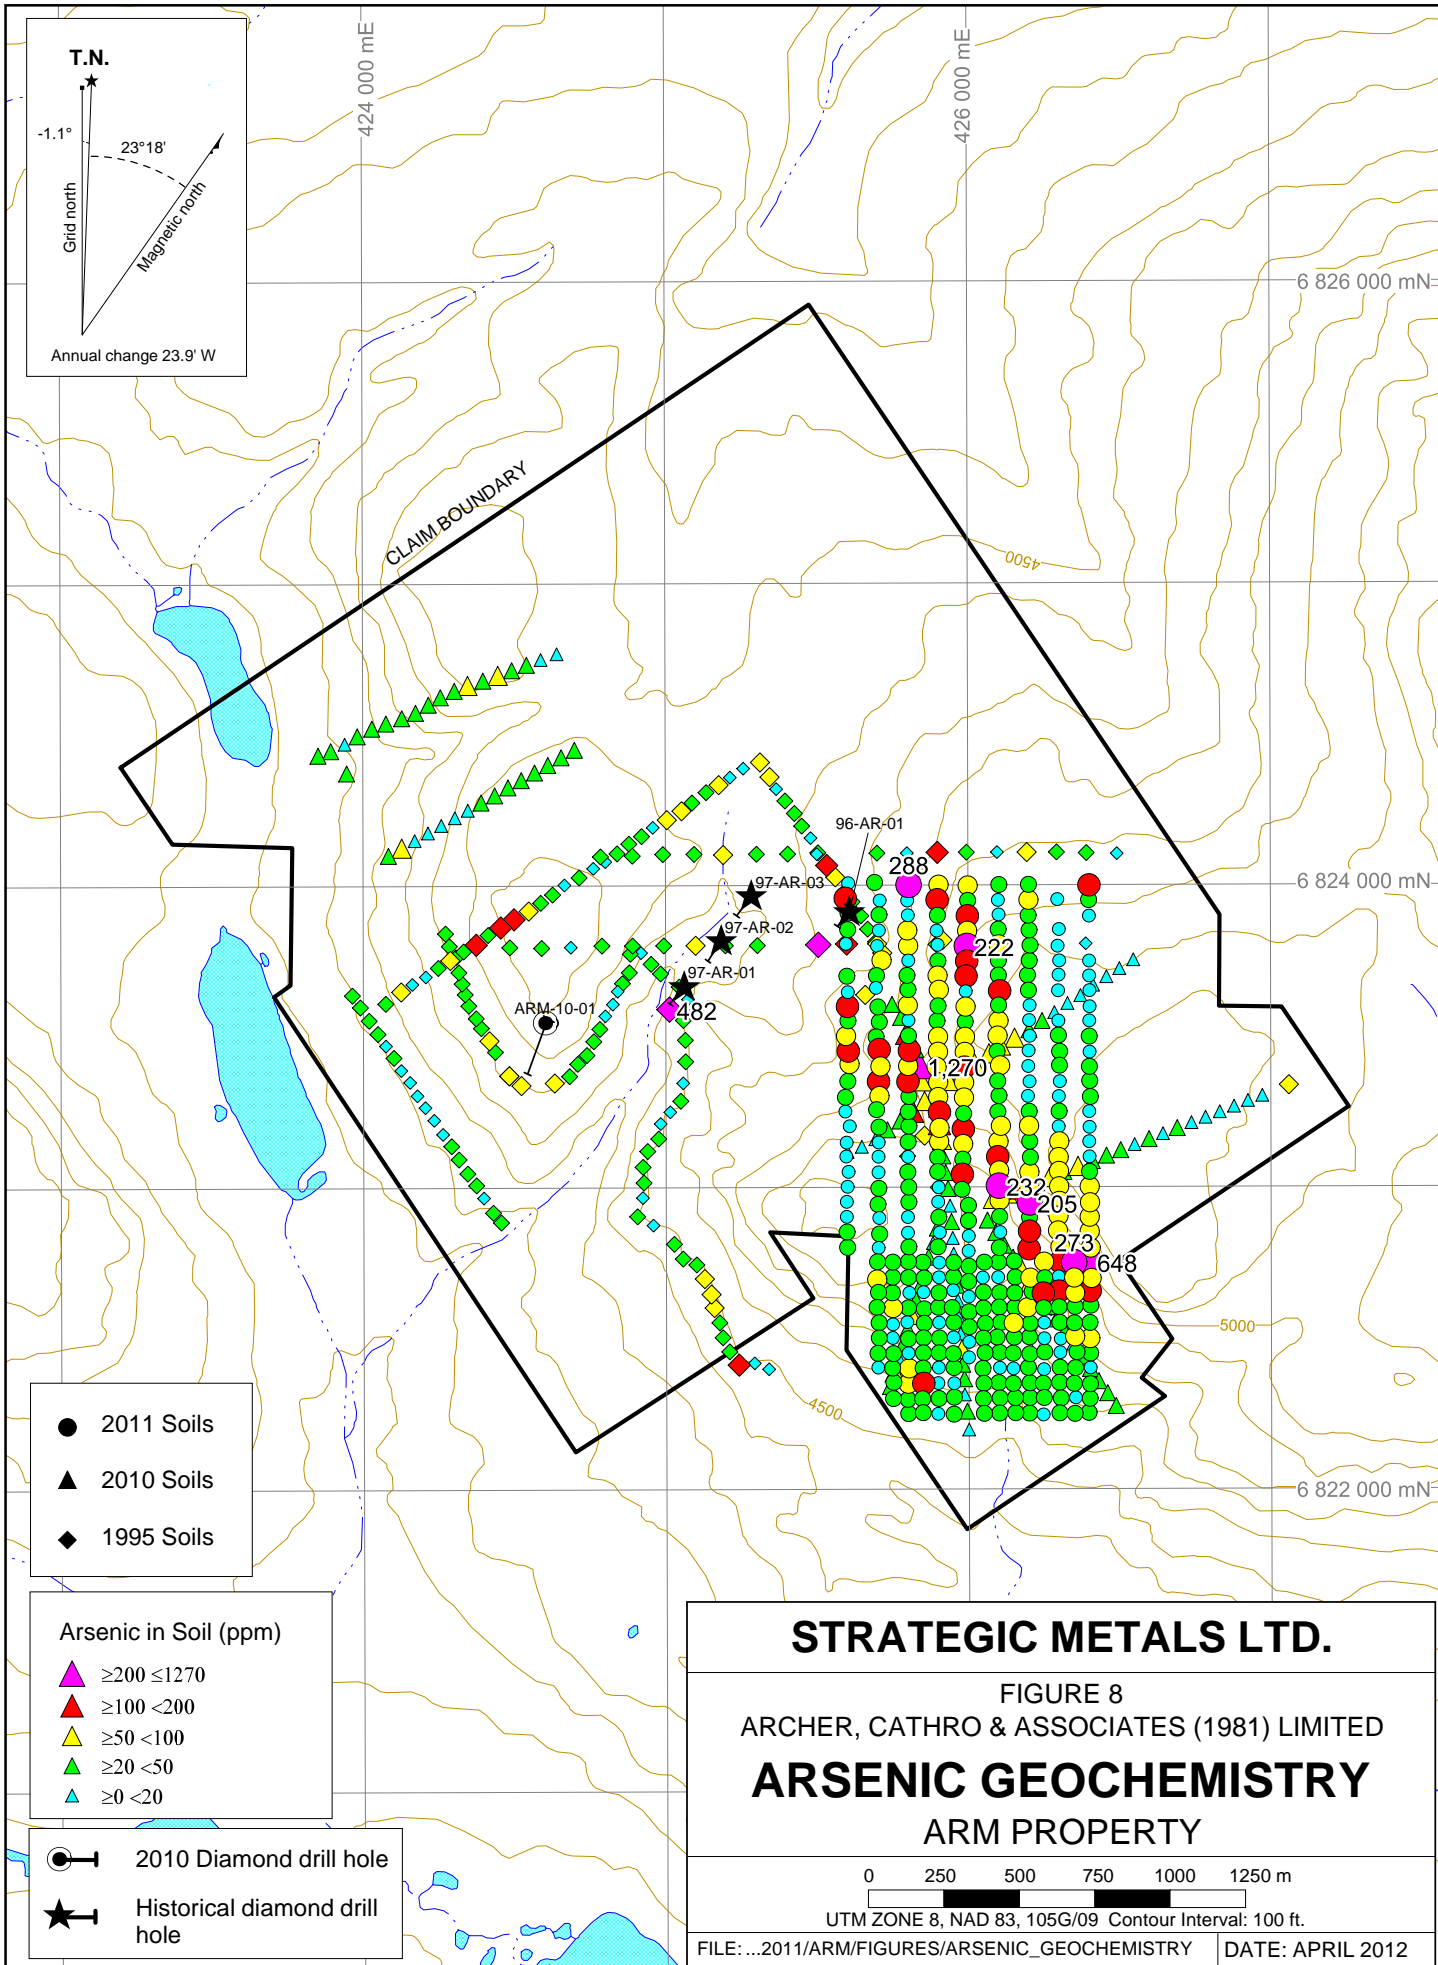 T.N.
-1.1°
23°18'
Grid north
Magnetic north
Annual change 23.9' W
424 000 mE
426 000 mE
6 826 000 mN
CLAIM BOUNDARY
4500
96-AR-01
288
97-AR-03
6 824 000 mN
97-AR-02
222
97-AR-01
ARM-10-01
482
1,270
232
205
273
648
5000
4500
6 822 000 mN
2011 Soils
2010 Soils
1995 Soils
Arsenic in Soil (ppm)
≥200 ≤1270
≥100 <200
≥50 <100
≥20 <50
≥0 <20
2010 Diamond drill hole
Historical diamond drill
hole
STRATEGIC METALS LTD.
FIGURE 8
ARCHER, CATHRO & ASSOCIATES (1981) LIMITED
ARSENIC GEOCHEMISTRY
ARM PROPERTY
0 250 500 750 1000 1250 m
UTM ZONE 8, NAD 83, 105G/09 Contour Interval: 100 ft.
FILE: ...2011/ARM/FIGURES/ARSENIC_GEOCHEMISTRY
DATE: APRIL 2012